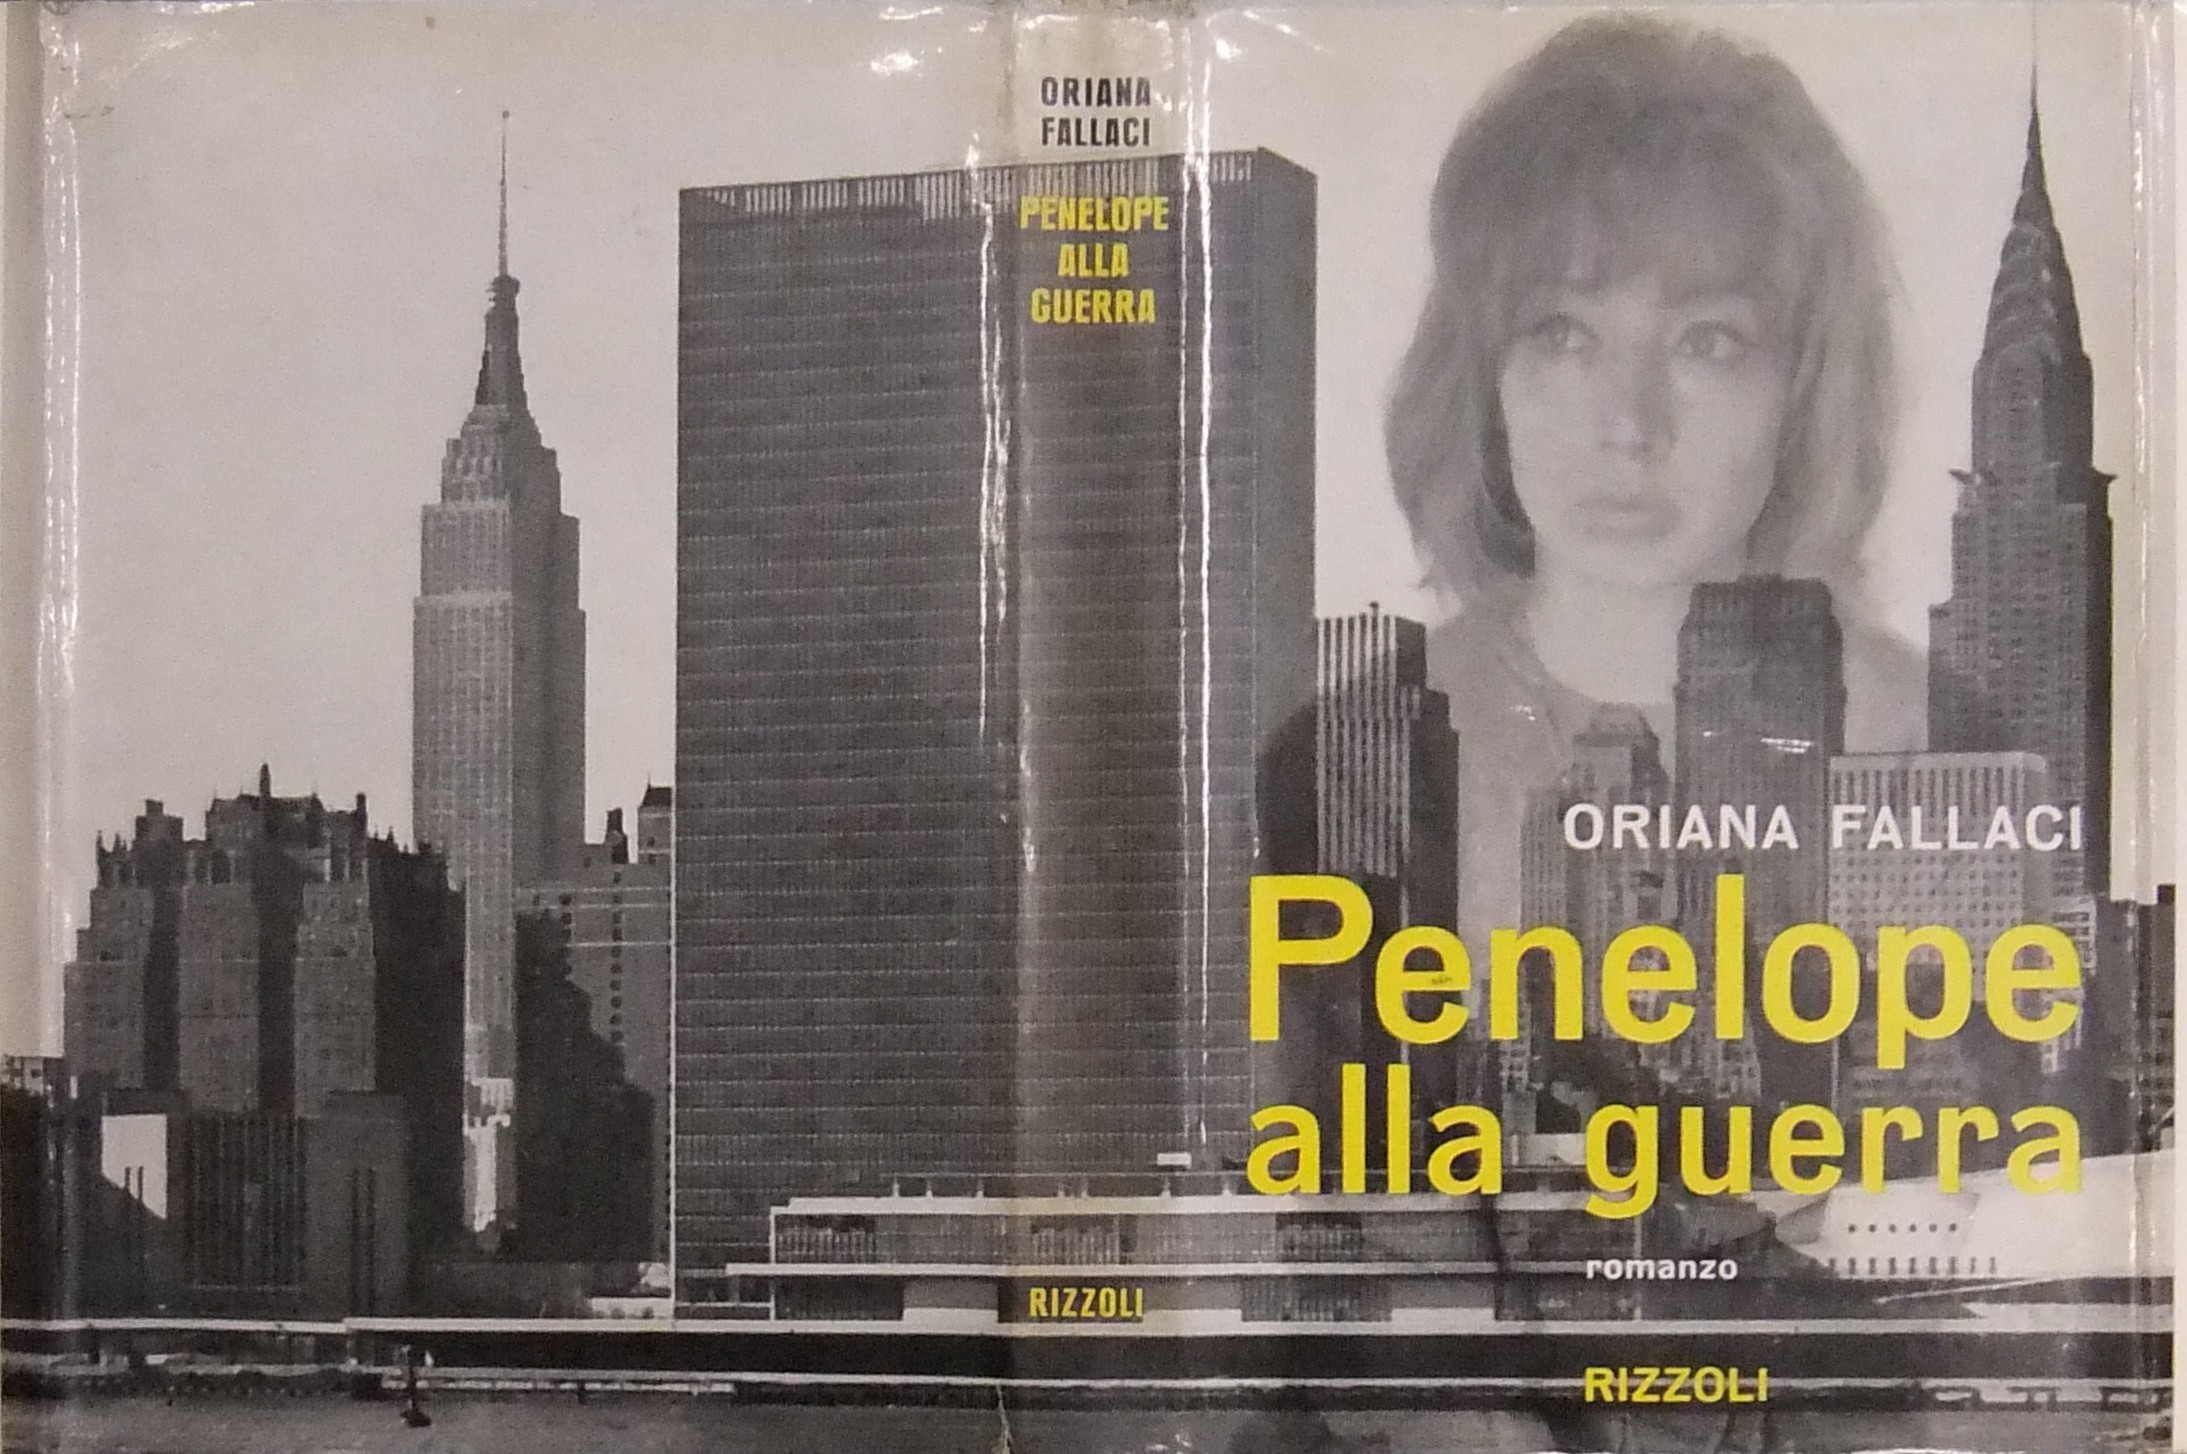 ORIANA
FALLACI
PENELOPE
ALLA
GUERRA
RIZZOLI
ORIANA FALLACI
Penelope
alla guerra
romanzo
RIZZOLI